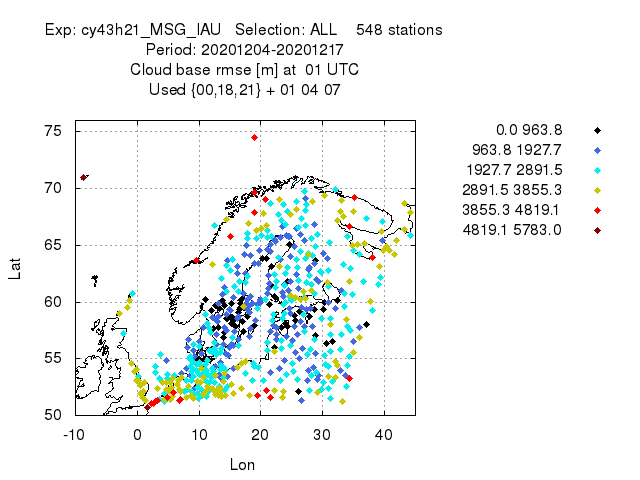 Exp: cy43h21_MSG_IAU   Selection: ALL    548 stations
Period: 20201204-20201217
Cloud base rmse [m] at  01 UTC
Used {00,18,21} + 01 04 07
0.0 963.8
963.8 1927.7
1927.7 2891.5
2891.5 3855.3
3855.3 4819.1
4819.1 5783.0
75
70
65
60
55
50
Lat
-10 0 10 20 30 40
Lon